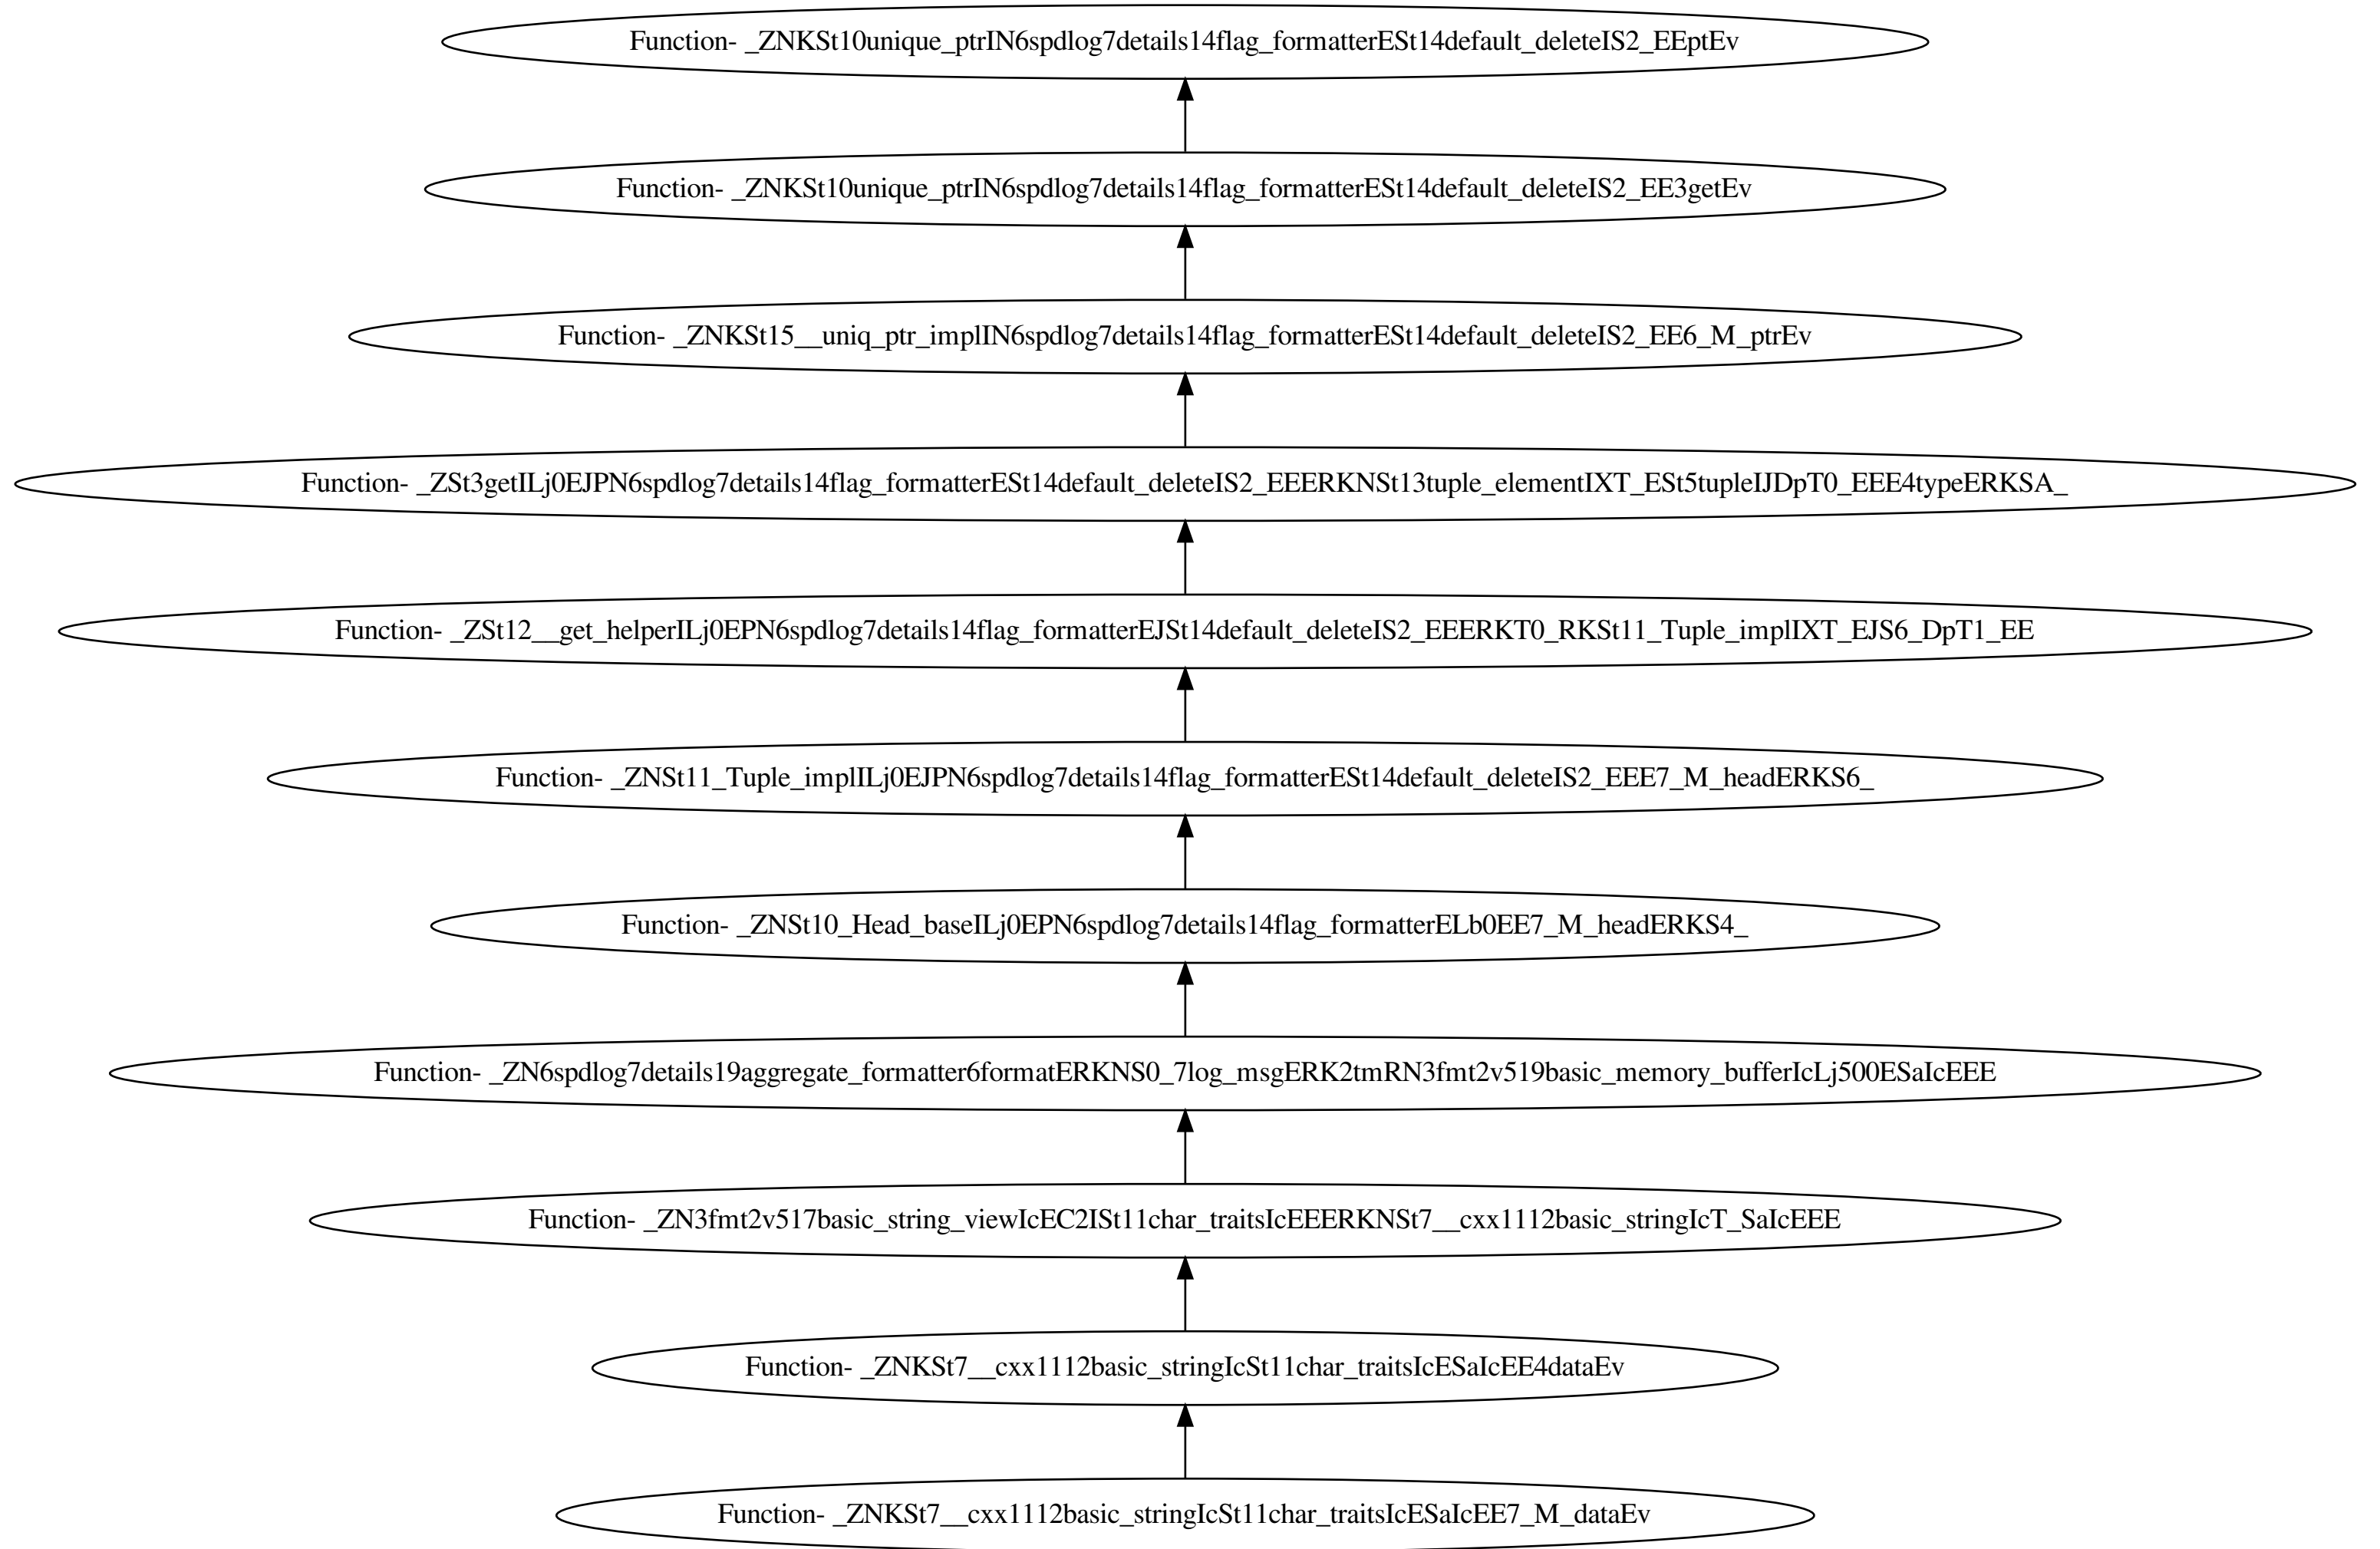 Function- _ZNKSt10unique_ptrIN6spdlog7details14flag_formatterESt14default_deleteIS2_EEptEv
Function- _ZNKSt10unique_ptrIN6spdlog7details14flag_formatterESt14default_deleteIS2_EE3getEv
Function- _ZNKSt15__uniq_ptr_implIN6spdlog7details14flag_formatterESt14default_deleteIS2_EE6_M_ptrEv
Function- _ZSt3getILj0EJPN6spdlog7details14flag_formatterESt14default_deleteIS2_EEERKNSt13tuple_elementIXT_ESt5tupleIJDpT0_EEE4typeERKSA_
Function- _ZSt12__get_helperILj0EPN6spdlog7details14flag_formatterEJSt14default_deleteIS2_EEERKT0_RKSt11_Tuple_implIXT_EJS6_DpT1_EE
Function- _ZNSt11_Tuple_implILj0EJPN6spdlog7details14flag_formatterESt14default_deleteIS2_EEE7_M_headERKS6_
Function- _ZNSt10_Head_baseILj0EPN6spdlog7details14flag_formatterELb0EE7_M_headERKS4_
Function- _ZN6spdlog7details19aggregate_formatter6formatERKNS0_7log_msgERK2tmRN3fmt2v519basic_memory_bufferIcLj500ESaIcEEE
Function- _ZN3fmt2v517basic_string_viewIcEC2ISt11char_traitsIcEEERKNSt7__cxx1112basic_stringIcT_SaIcEEE
Function- _ZNKSt7__cxx1112basic_stringIcSt11char_traitsIcESaIcEE4dataEv
Function- _ZNKSt7__cxx1112basic_stringIcSt11char_traitsIcESaIcEE7_M_dataEv